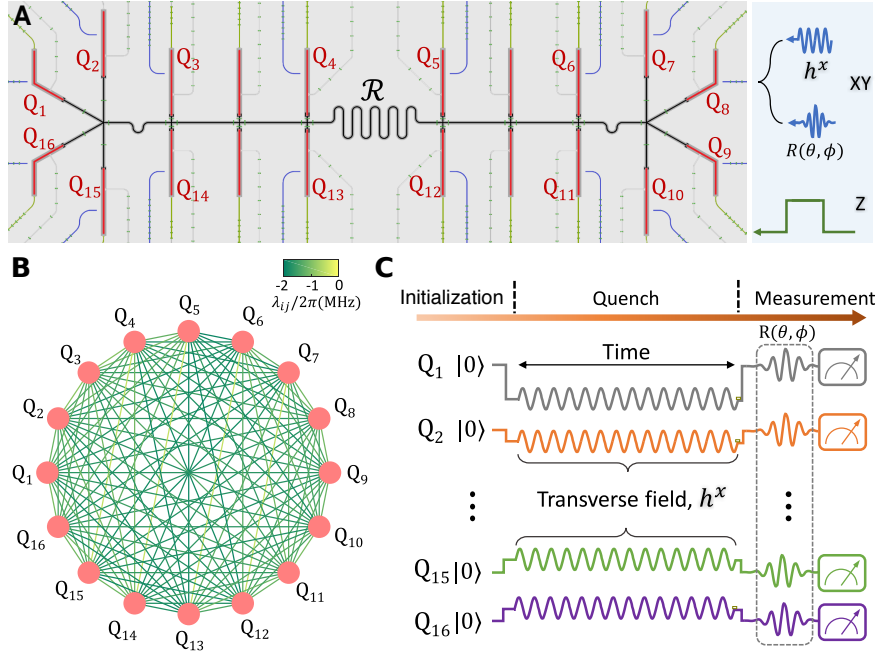 A
Q₂ Q₃ Q₄ Q₅ Q₆ Q₇
ℛ
Q₁ Q₈
Q₁₆ Q₉
Q₁₅ Q₁₄ Q₁₃ Q₁₂ Q₁₁ Q₁₀
hˣ
XY
R(θ,ϕ)
Z
B
-2 -1 0
λᵢⱼ/2π(MHz)
Q₅
Q₄ Q₆
Q₃ Q₇
Q₂ Q₈
Q₁ Q₉
Q₁₆ Q₁₀
Q₁₅ Q₁₁
Q₁₄ Q₁₂
Q₁₃
C
Initialization Quench Measurement
R(θ,ϕ)
Time
Q₁ |0⟩
Q₂ |0⟩
Transverse field, hˣ
Q₁₅ |0⟩
Q₁₆ |0⟩